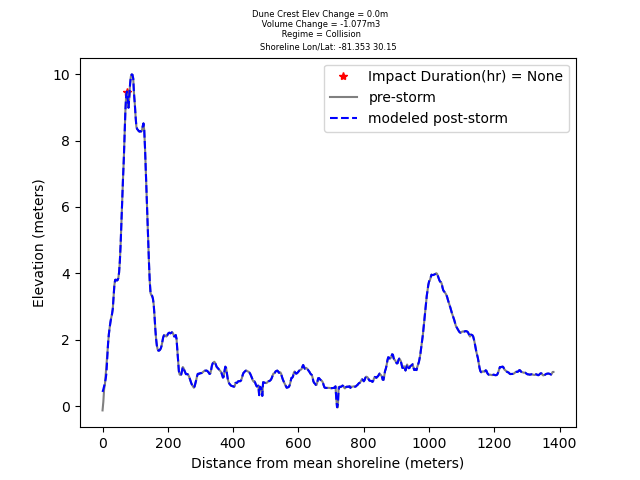 Dune Crest Elev Change = 0.0m
Volume Change = -1.077m3
Regime = Collision
Shoreline Lon/Lat: -81.353 30.15
Impact Duration(hr) = None
pre-storm
modeled post-storm
10
8
6
4
2
0
Elevation (meters)
0 200 400 600 800 1000 1200 1400
Distance from mean shoreline (meters)